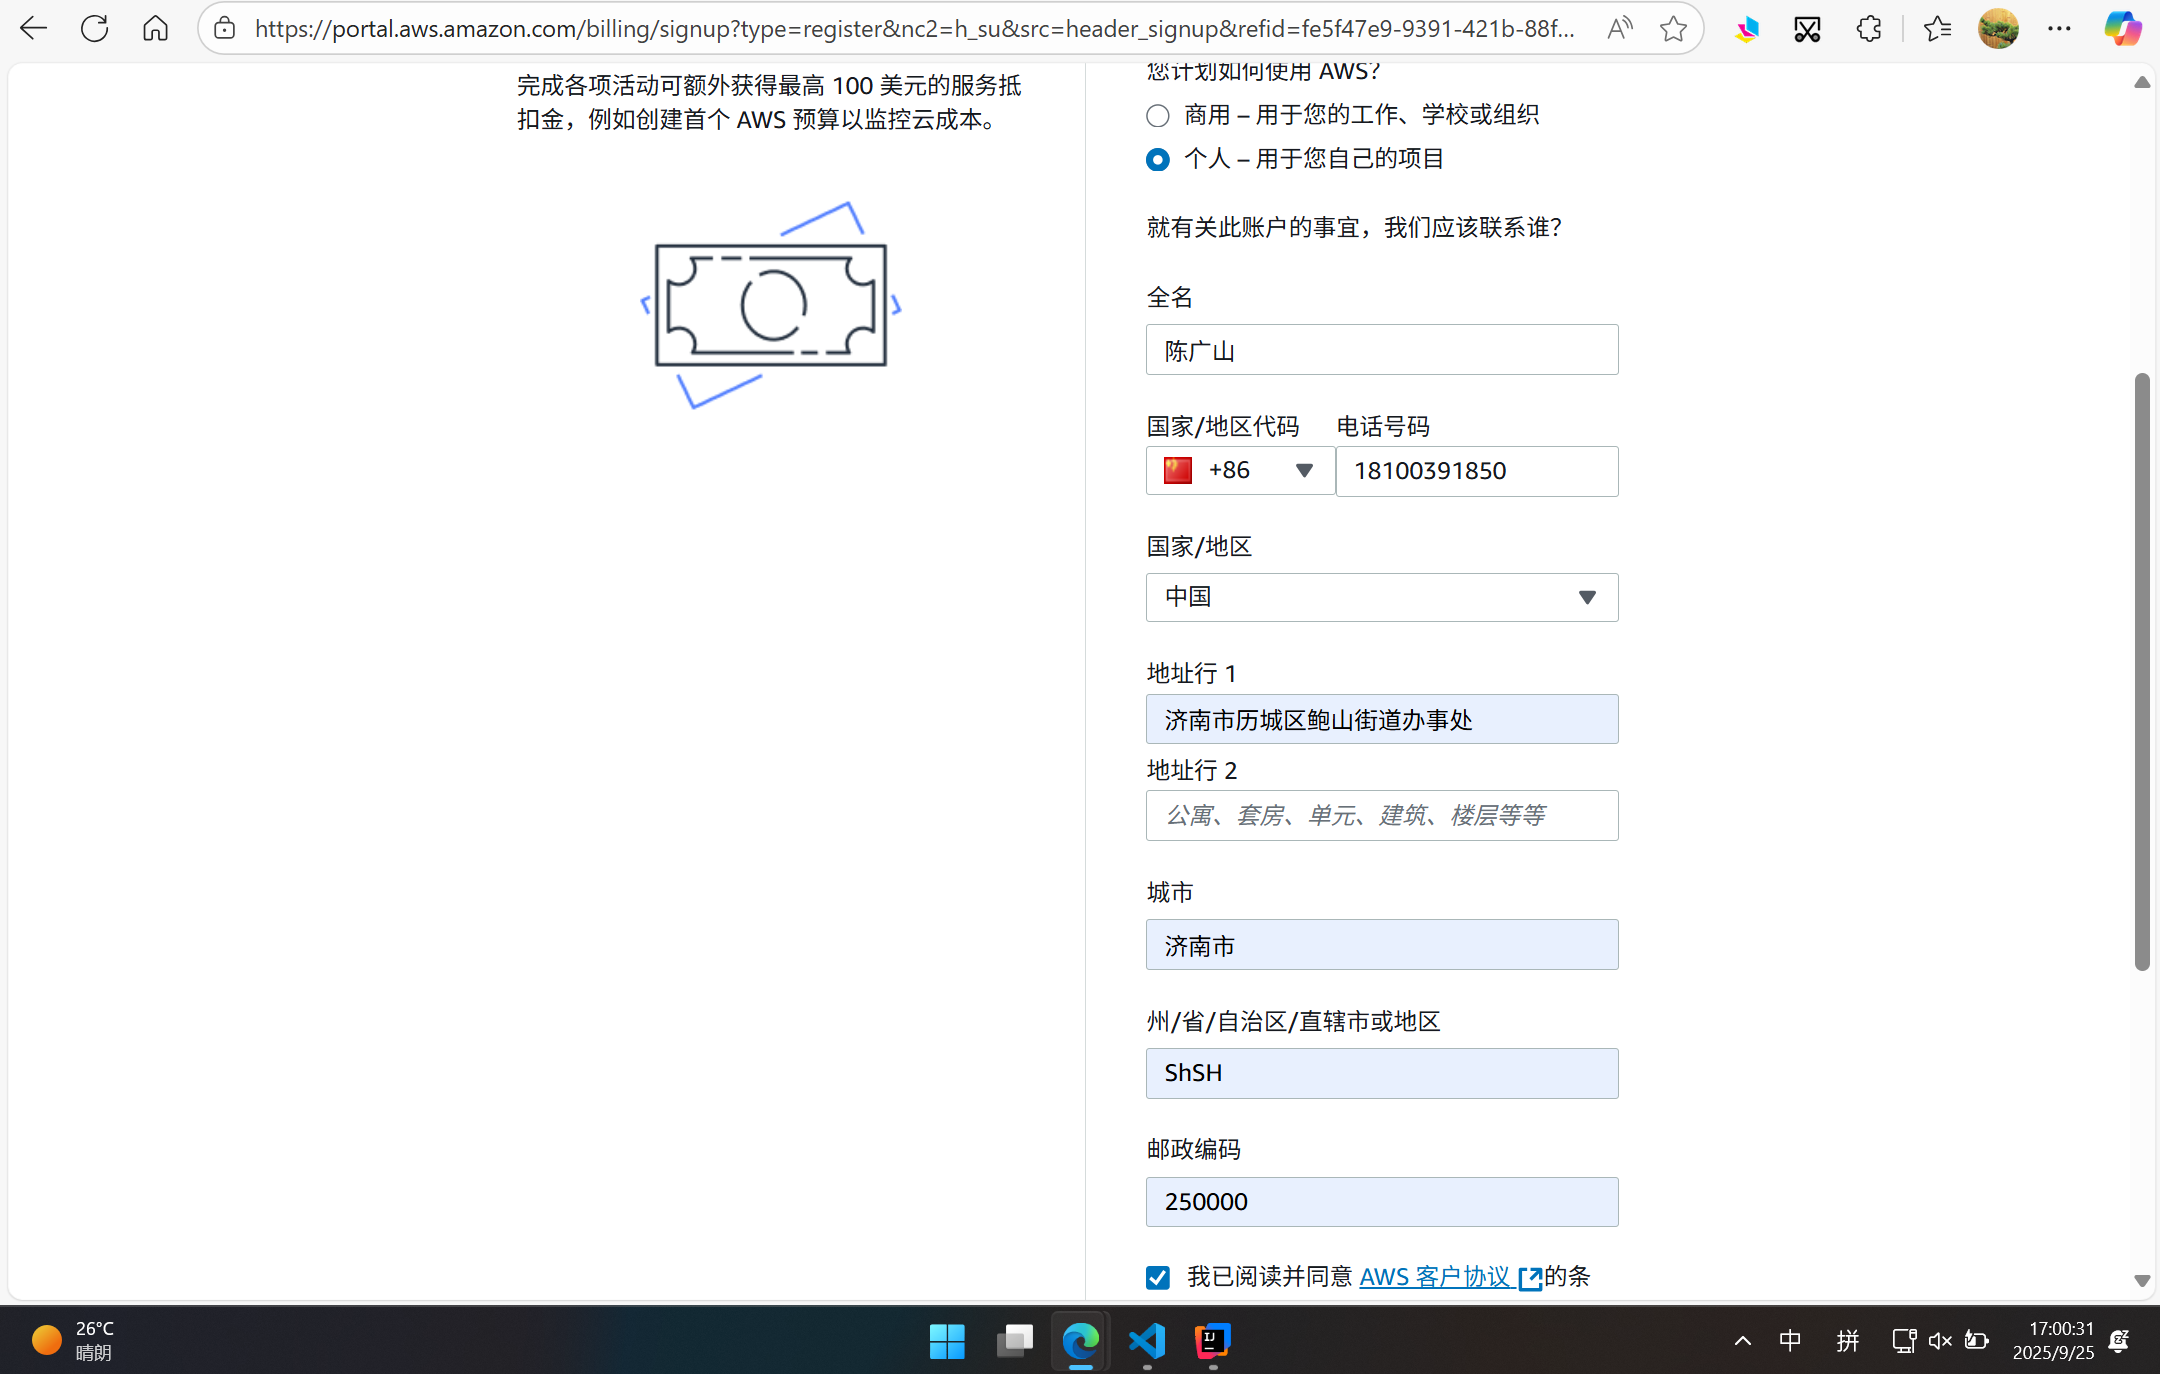 https://portal.aws.amazon.com/billing/signup?type=register&nc2=h_su&src=header_signup&refid=fe5f47e9-9391-421b-88f...
完成各项活动可额外获得最高 100 美元的服务抵
扣金，例如创建首个 AWS 预算以监控云成本。
您计划如何使用 AWS？
商用 – 用于您的工作、学校或组织
个人 – 用于您自己的项目
就有关此账户的事宜，我们应该联系谁？
全名
陈广山
国家/地区代码 电话号码
+86 18100391850
国家/地区
中国
地址行 1
济南市历城区鲍山街道办事处
地址行 2
公寓、套房、单元、建筑、楼层等等
城市
济南市
州/省/自治区/直辖市或地区
ShSH
邮政编码
250000
我已阅读并同意 AWS 客户协议 的条
26°C
晴朗
中 拼
17:00:31
2025/9/25